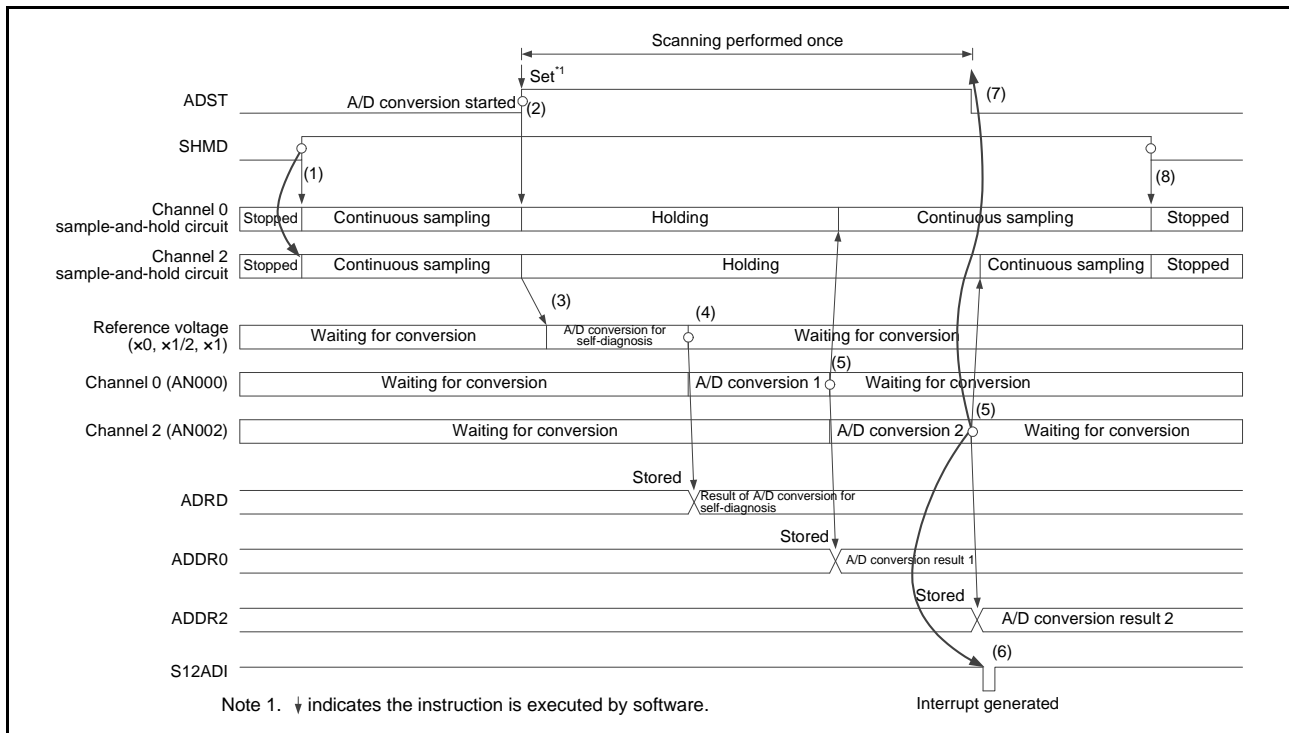 Scanning performed once
Set*1
ADST
A/D conversion started
(2)
(7)
SHMD
(1)
(8)
Channel 0
sample-and-hold circuit
Stopped
Continuous sampling
Holding
Continuous sampling
Stopped
Channel 2
sample-and-hold circuit
Stopped
Continuous sampling
Holding
Continuous sampling
Stopped
(3)
(4)
Reference voltage
(×0, ×1/2, ×1)
Waiting for conversion
A/D conversion for
self-diagnosis
Waiting for conversion
Channel 0 (AN000)
Waiting for conversion
A/D conversion 1
(5)
Waiting for conversion
Channel 2 (AN002)
Waiting for conversion
A/D conversion 2
(5)
Waiting for conversion
Stored
ADRD
Result of A/D conversion for
self-diagnosis
Stored
ADDR0
A/D conversion result 1
Stored
ADDR2
A/D conversion result 2
S12ADI
(6)
Interrupt generated
Note 1. ↓ indicates the instruction is executed by software.